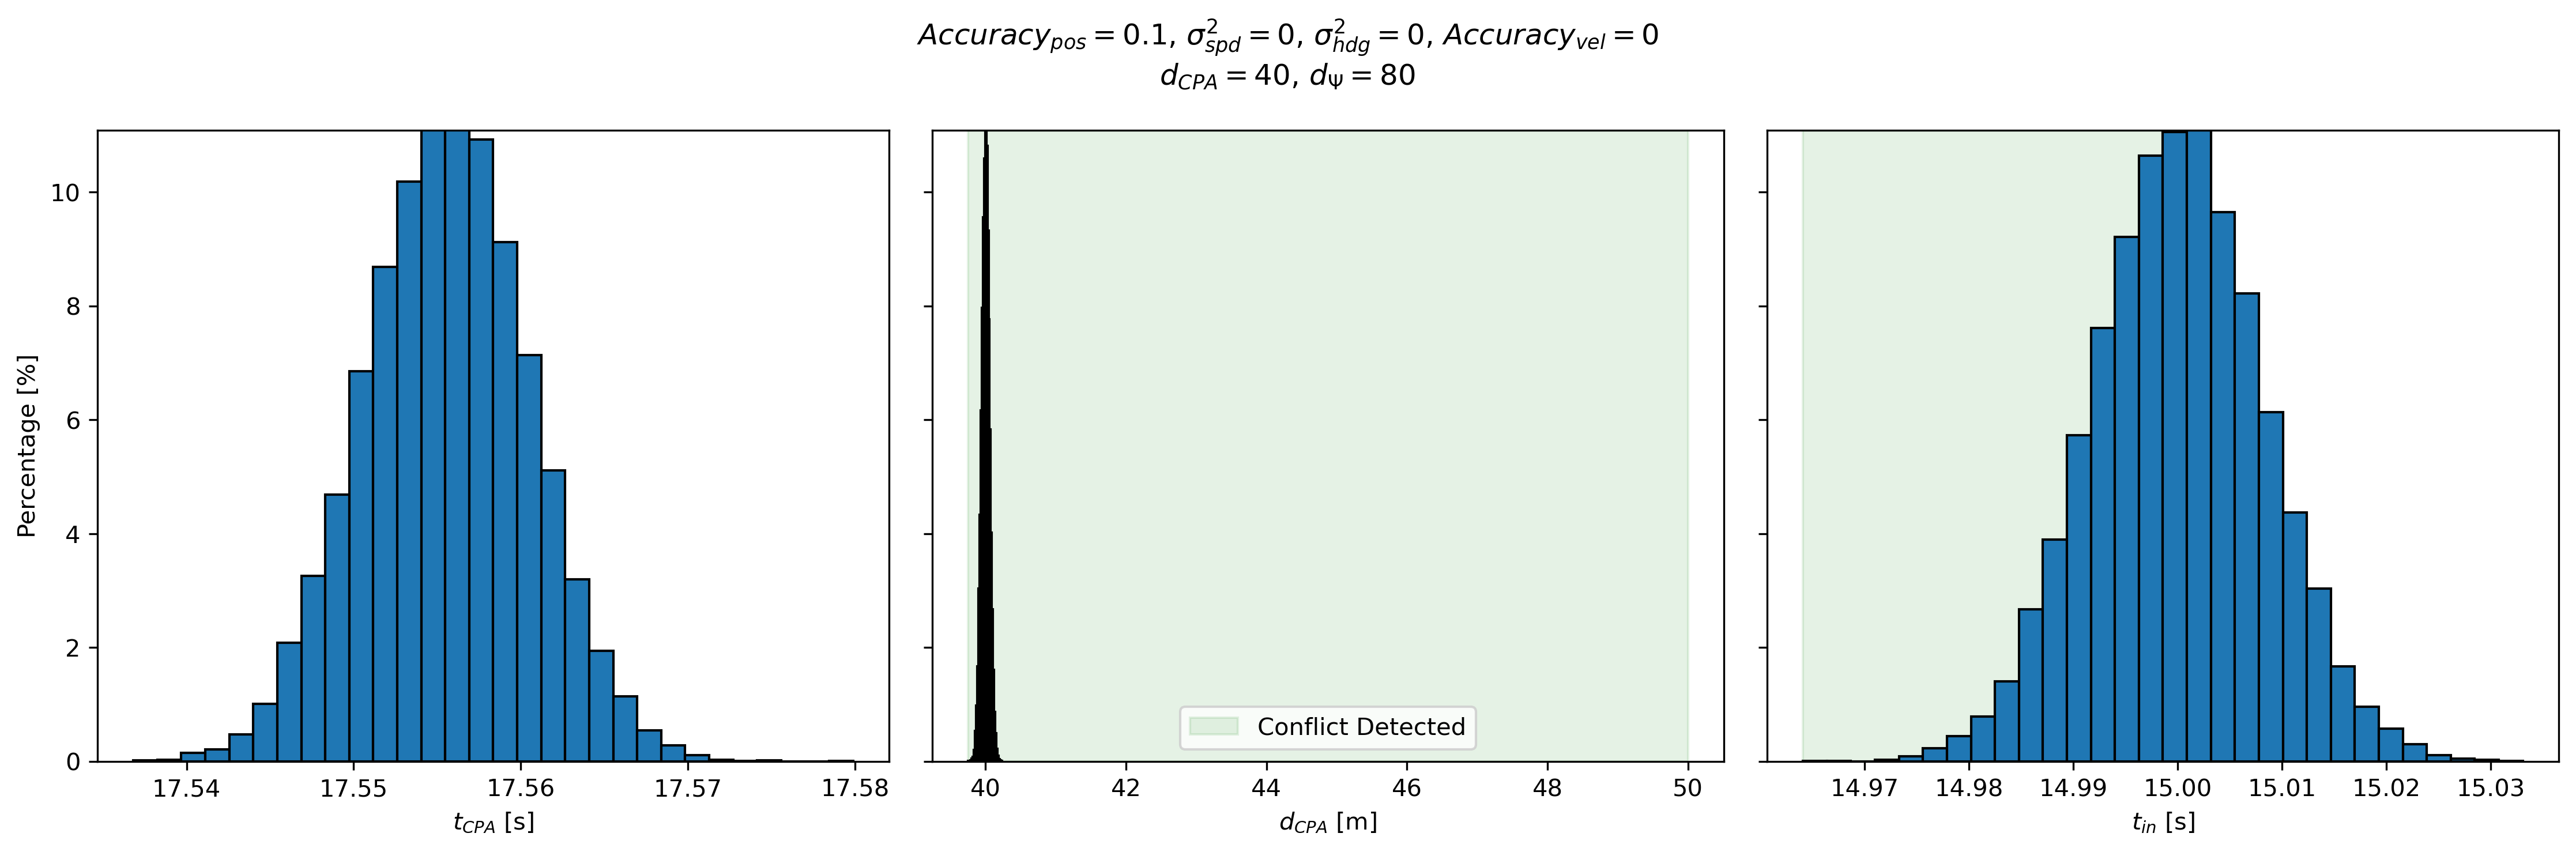 Accuracy_pos = 0.1, σ²_spd = 0, σ²_hdg = 0, Accuracy_vel = 0
d_CPA = 40, d_Ψ = 80
Percentage [%]
10
8
6
4
2
0
17.54 17.55 17.56 17.57 17.58
t_CPA [s]
Conflict Detected
40 42 44 46 48 50
d_CPA [m]
14.97 14.98 14.99 15.00 15.01 15.02 15.03
t_in [s]